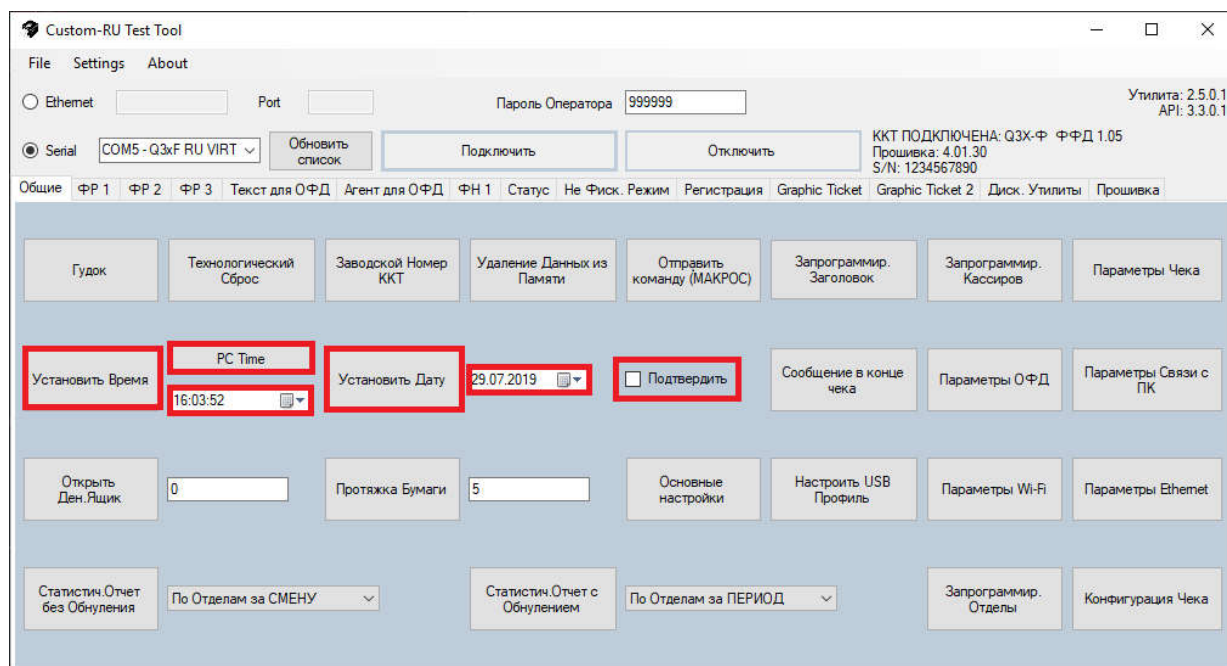 Custom-RU Test Tool
File Settings About
Ethernet Port Пароль Оператора 999999 Утилита: 2.5.0.1
API: 3.3.0.1
Serial COM5 - Q3xF RU VIRT Обновить список Подключить Отключить
ККТ ПОДКЛЮЧЕНА: Q3X-Ф ФФД 1.05
Прошивка: 4.01.30
S/N: 1234567890
Общие ФР 1 ФР 2 ФР 3 Текст для ОФД Агент для ОФД ФН 1 Статус Не Фиск. Режим Регистрация Graphic Ticket Graphic Ticket 2 Диск. Утилиты Прошивка
Гудок
Технологический
Сброс
Заводской Номер
ККТ
Удаление Данных из
Памяти
Отправить
команду (МАКРОС)
Запрограммир.
Заголовок
Запрограммир.
Кассиров
Параметры Чека
Установить Время
PC Time
16:03:52
Установить Дату
29.07.2019
Подтвердить
Сообщение в конце
чека
Параметры ОФД
Параметры Связи с
ПК
Открыть
Ден.Ящик
0
Протяжка Бумаги
5
Основные
настройки
Настроить USB
Профиль
Параметры Wi-Fi
Параметры Ethernet
Статистич.Отчет
без Обнуления
По Отделам за СМЕНУ
Статистич.Отчет с
Обнулением
По Отделам за ПЕРИОД
Запрограммир.
Отделы
Конфигурация Чека